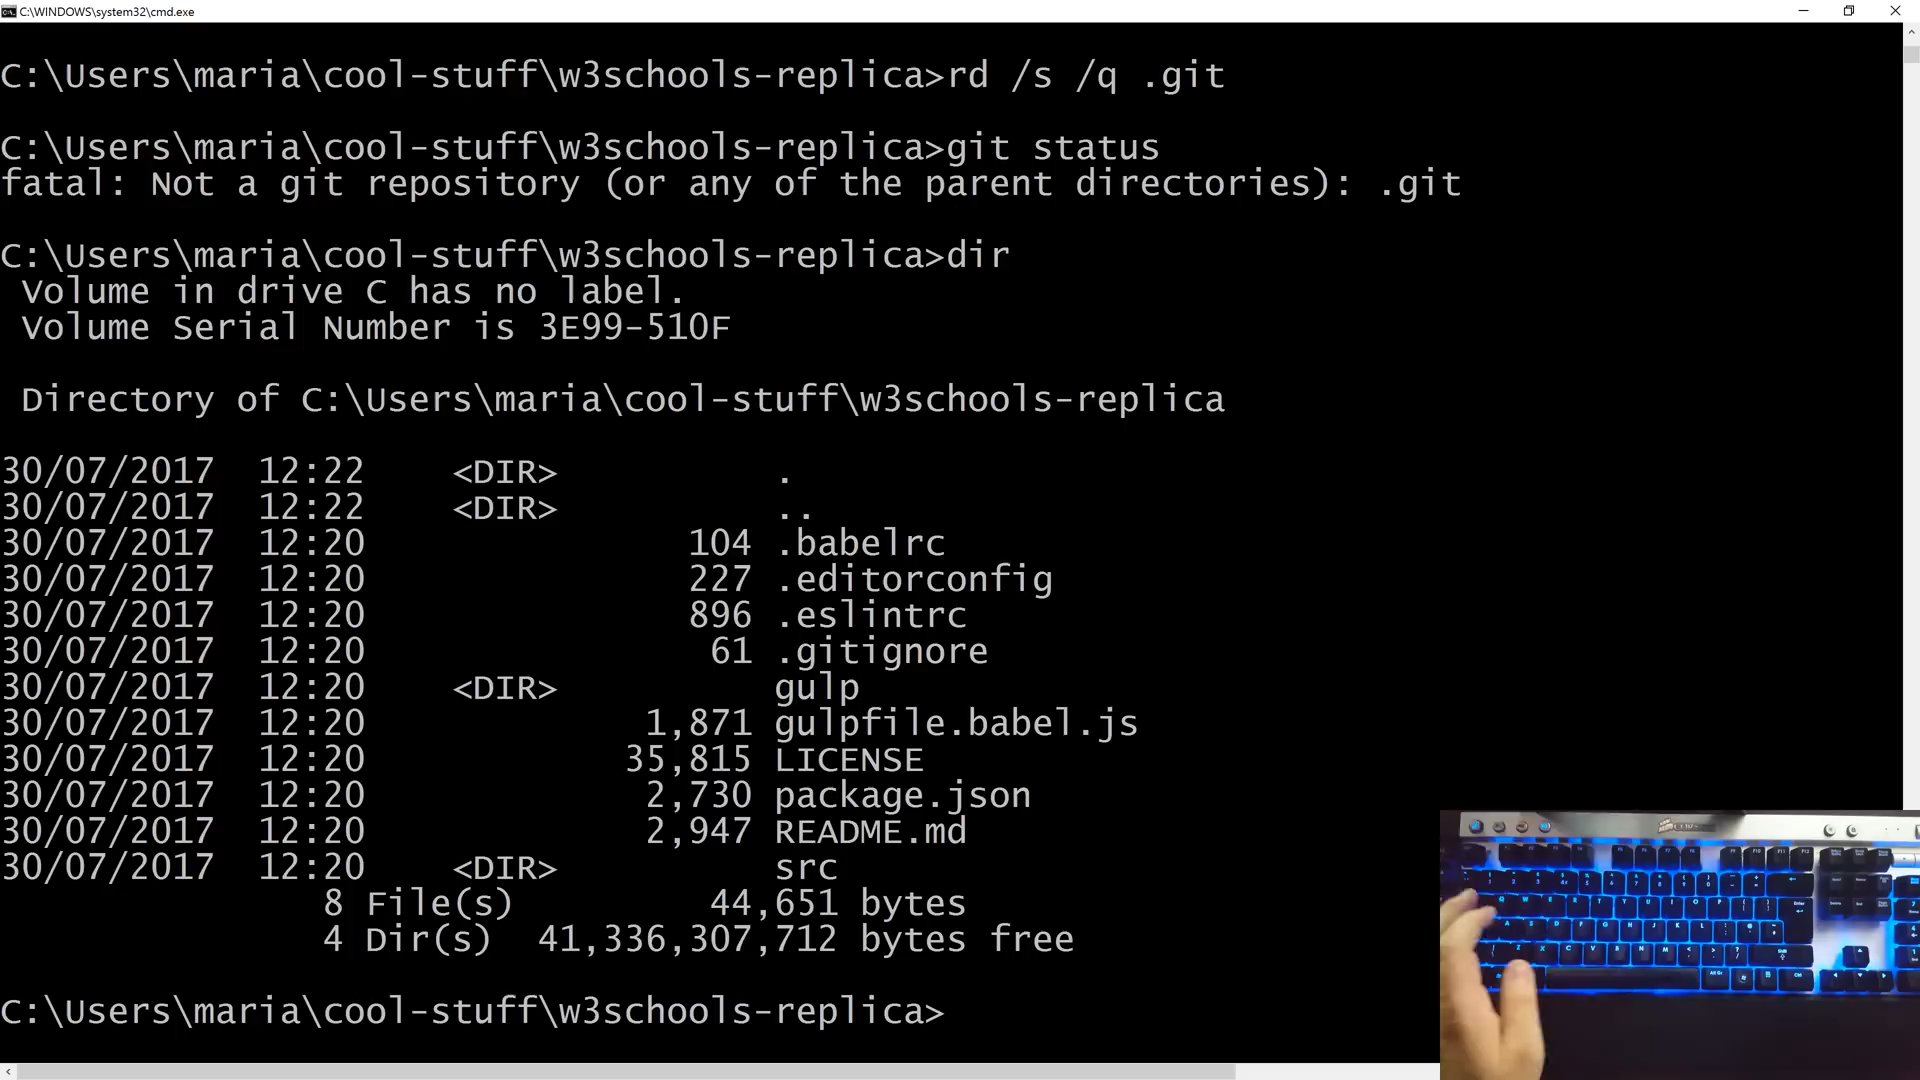 C:\WINDOWS\system32\cmd.exe
C:\Users\maria\cool-stuff\w3schools-replica>rd /s /q .git
C:\Users\maria\cool-stuff\w3schools-replica>git status
fatal: Not a git repository (or any of the parent directories): .git
C:\Users\maria\cool-stuff\w3schools-replica>dir
Volume in drive C has no label.
Volume Serial Number is 3E99-510F
Directory of C:\Users\maria\cool-stuff\w3schools-replica
30/07/2017 12:22 <DIR> .
30/07/2017 12:22 <DIR> ..
30/07/2017 12:20 104 .babelrc
30/07/2017 12:20 227 .editorconfig
30/07/2017 12:20 896 .eslintrc
30/07/2017 12:20 61 .gitignore
30/07/2017 12:20 <DIR> gulp
30/07/2017 12:20 1,871 gulpfile.babel.js
30/07/2017 12:20 35,815 LICENSE
30/07/2017 12:20 2,730 package.json
30/07/2017 12:20 2,947 README.md
30/07/2017 12:20 <DIR> src
8 File(s) 44,651 bytes
4 Dir(s) 41,336,307,712 bytes free
C:\Users\maria\cool-stuff\w3schools-replica>